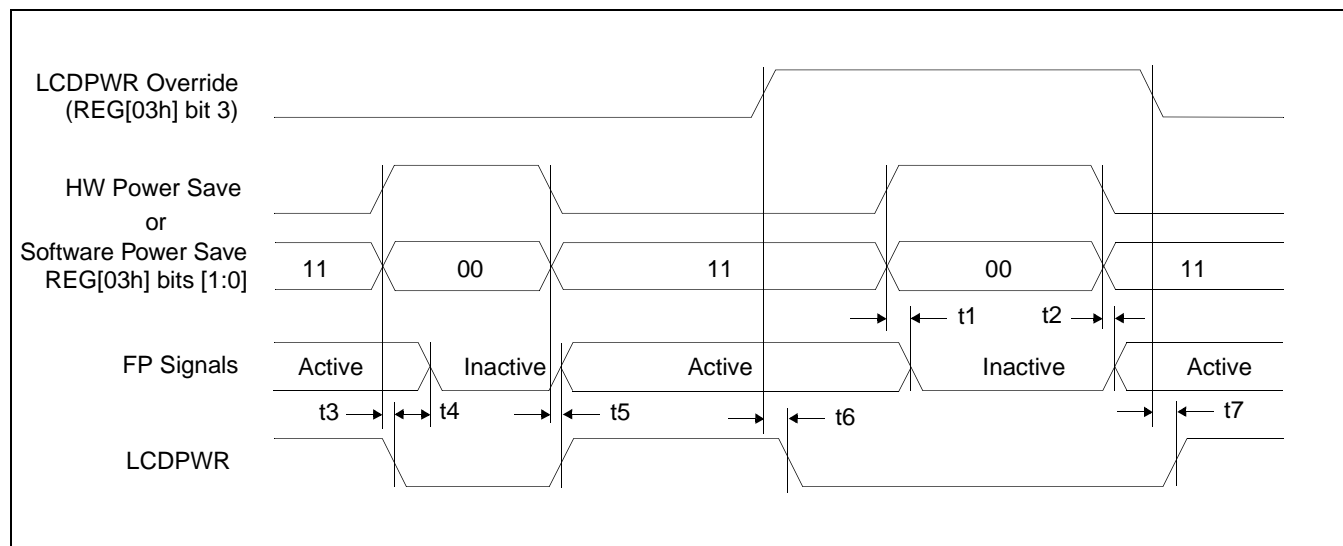 LCDPWR Override
(REG[03h] bit 3)
HW Power Save
or
Software Power Save
REG[03h] bits [1:0]
11
00
11
00
11
t1
t2
FP Signals
Active
Inactive
Active
Inactive
Active
t3
t4
t5
t6
t7
LCDPWR